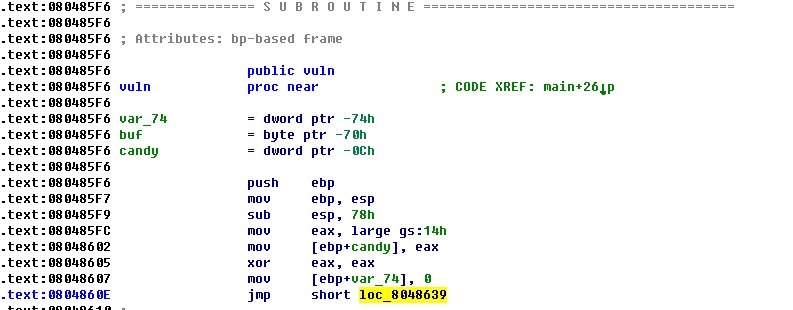 .text:080485F6 ; =============== S U B R O U T I N E =======================================
.text:080485F6
.text:080485F6 ; Attributes: bp-based frame
.text:080485F6
.text:080485F6 public vuln
.text:080485F6 vuln proc near ; CODE XREF: main+26↓p
.text:080485F6
.text:080485F6 var_74 = dword ptr -74h
.text:080485F6 buf = byte ptr -70h
.text:080485F6 candy = dword ptr -0Ch
.text:080485F6
.text:080485F6 push ebp
.text:080485F7 mov ebp, esp
.text:080485F9 sub esp, 78h
.text:080485FC mov eax, large gs:14h
.text:08048602 mov [ebp+candy], eax
.text:08048605 xor eax, eax
.text:08048607 mov [ebp+var_74], 0
.text:0804860E jmp short loc_8048639